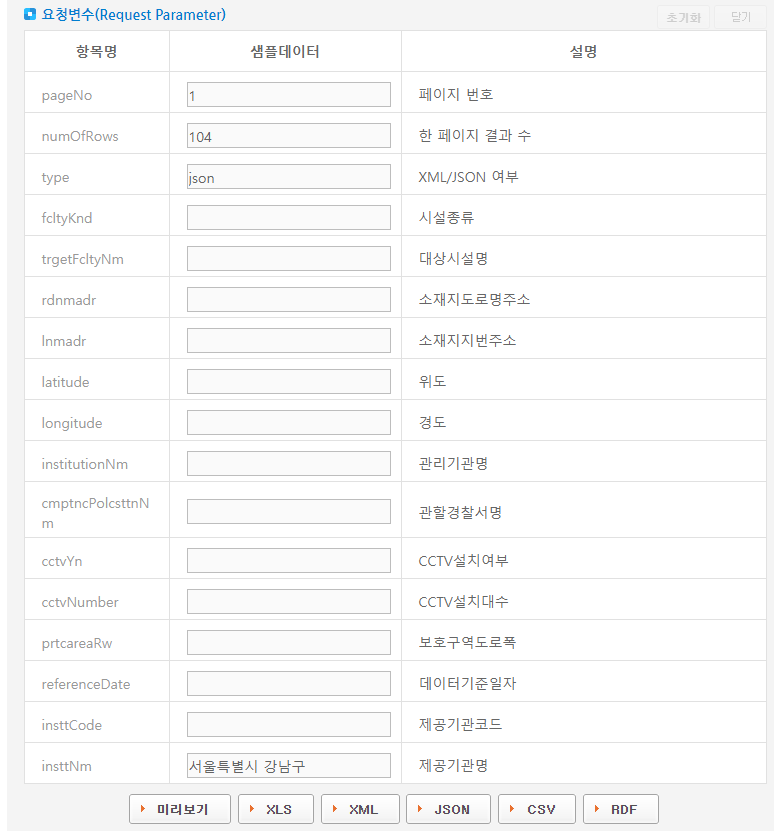 요청변수(Request Parameter)
초기화 닫기
항목명 샘플데이터 설명
pageNo 1 페이지 번호
numOfRows 104 한 페이지 결과 수
type json XML/JSON 여부
fcltyKnd 시설종류
trgetFcltyNm 대상시설명
rdnmadr 소재지도로명주소
lnmadr 소재지지번주소
latitude 위도
longitude 경도
institutionNm 관리기관명
cmptncPolcsttnN
m 관할경찰서명
cctvYn CCTV설치여부
cctvNumber CCTV설치대수
prtcareaRw 보호구역도로폭
referenceDate 데이터기준일자
insttCode 제공기관코드
insttNm 서울특별시 강남구 제공기관명
미리보기 XLS XML JSON CSV RDF